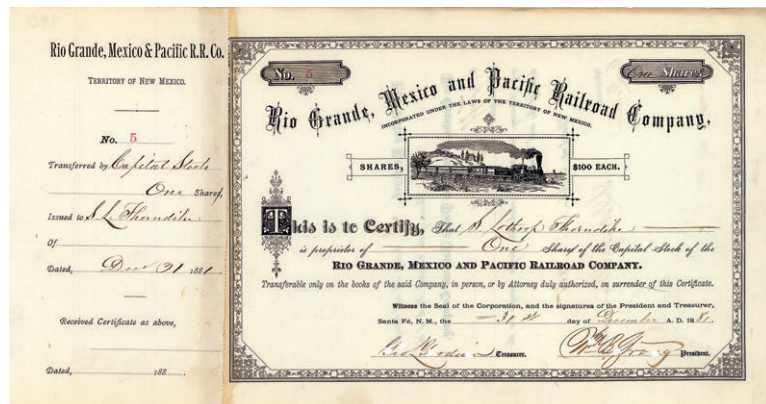 Rio Grande, Mexico & Pacific R.R. Co.
TERRITORY OF NEW MEXICO.
No. 5
Transferred by Capital Stock
One Share,
Issued to S L Thorndike
Of
Dated, Dec 31 1881
Received Certificate as above,
Dated, 188
No. 5
One Shares
Rio Grande, Mexico and Pacific Railroad Company,
INCORPORATED UNDER THE LAWS OF THE TERRITORY OF NEW MEXICO.
SHARES, $100 EACH.
This is to Certify, That S. Lothrop Thorndike
is proprietor of One Share of the Capital Stock of the
RIO GRANDE, MEXICO AND PACIFIC RAILROAD COMPANY.
Transferable only on the books of the said Company, in person, or by Attorney duly authorized, on surrender of this Certificate.
Witness the Seal of the Corporation, and the signatures of the President and Treasurer,
Santa Fé, N. M., the 31st day of December A. D. 188
Treasurer. President.